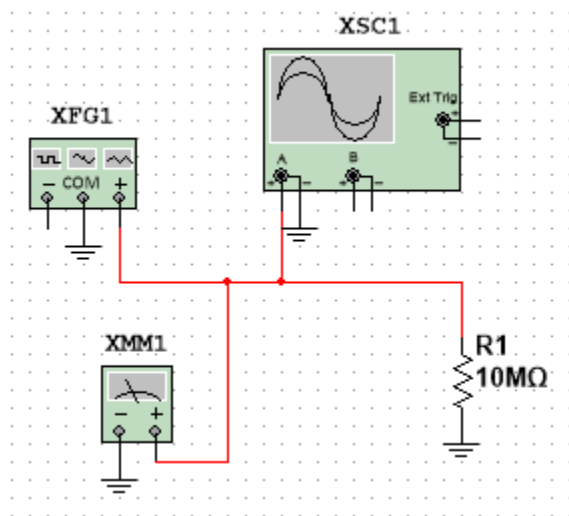 XSC1
Ext Trig
+
−
A
B
+ − + −
XFG1
− COM +
XMM1
− +
R1
10MΩ